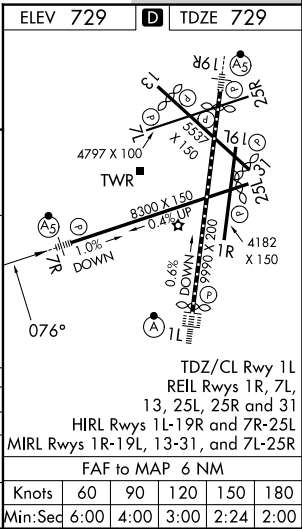 ELEV 729 D TDZE 729
19R
A5
13
P
25R
P
P
7L
5537 X 150
19L
P
4797 X 100
TWR
31
25L
P
A5
P
8300 X 150
0.4% UP
1.0% DOWN
7R
1R
4182 X 150
076°
0.6% DOWN
9990 X 200
P
A
1L
TDZ/CL Rwy 1L
REIL Rwys 1R, 7L,
13, 25L, 25R and 31
HIRL Rwys 1L-19R and 7R-25L
MIRL Rwys 1R-19L, 13-31, and 7L-25R
FAF to MAP 6 NM
Knots 60 90 120 150 180
Min:Sec 6:00 4:00 3:00 2:24 2:00